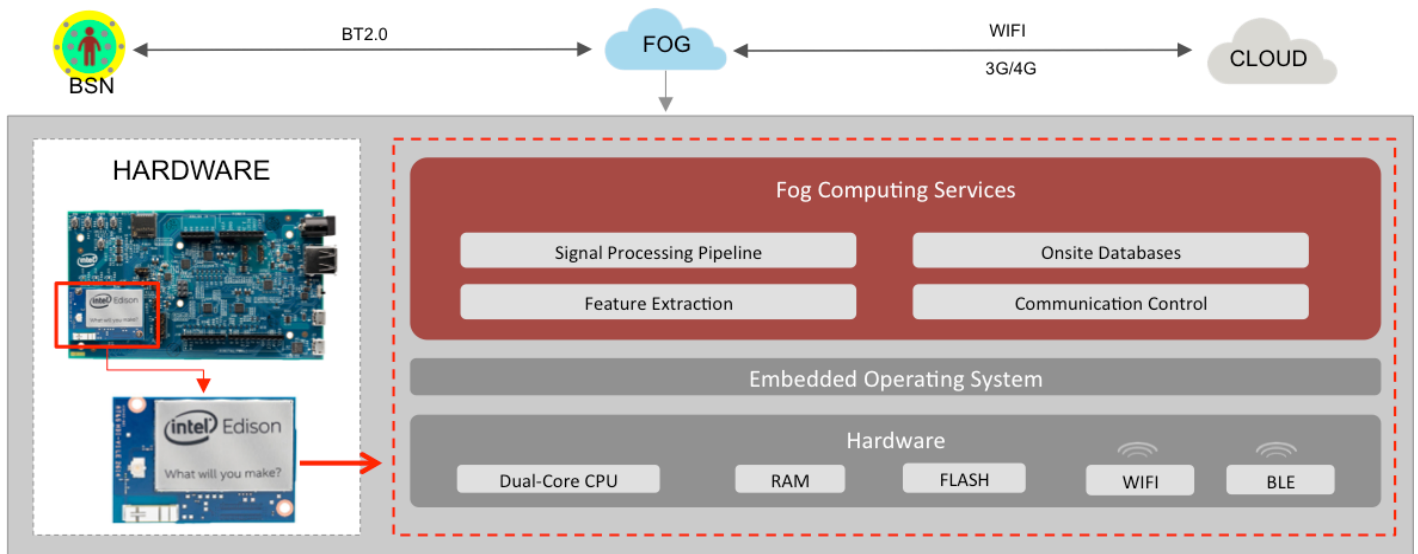 BT2.0
FOG
WIFI
3G/4G
CLOUD
BSN
HARDWARE
intel
intel Edison
What will you make?
intel Edison
What will you make?
Fog Computing Services
Signal Processing Pipeline
Onsite Databases
Feature Extraction
Communication Control
Embedded Operating System
Hardware
Dual-Core CPU
RAM
FLASH
WIFI
BLE